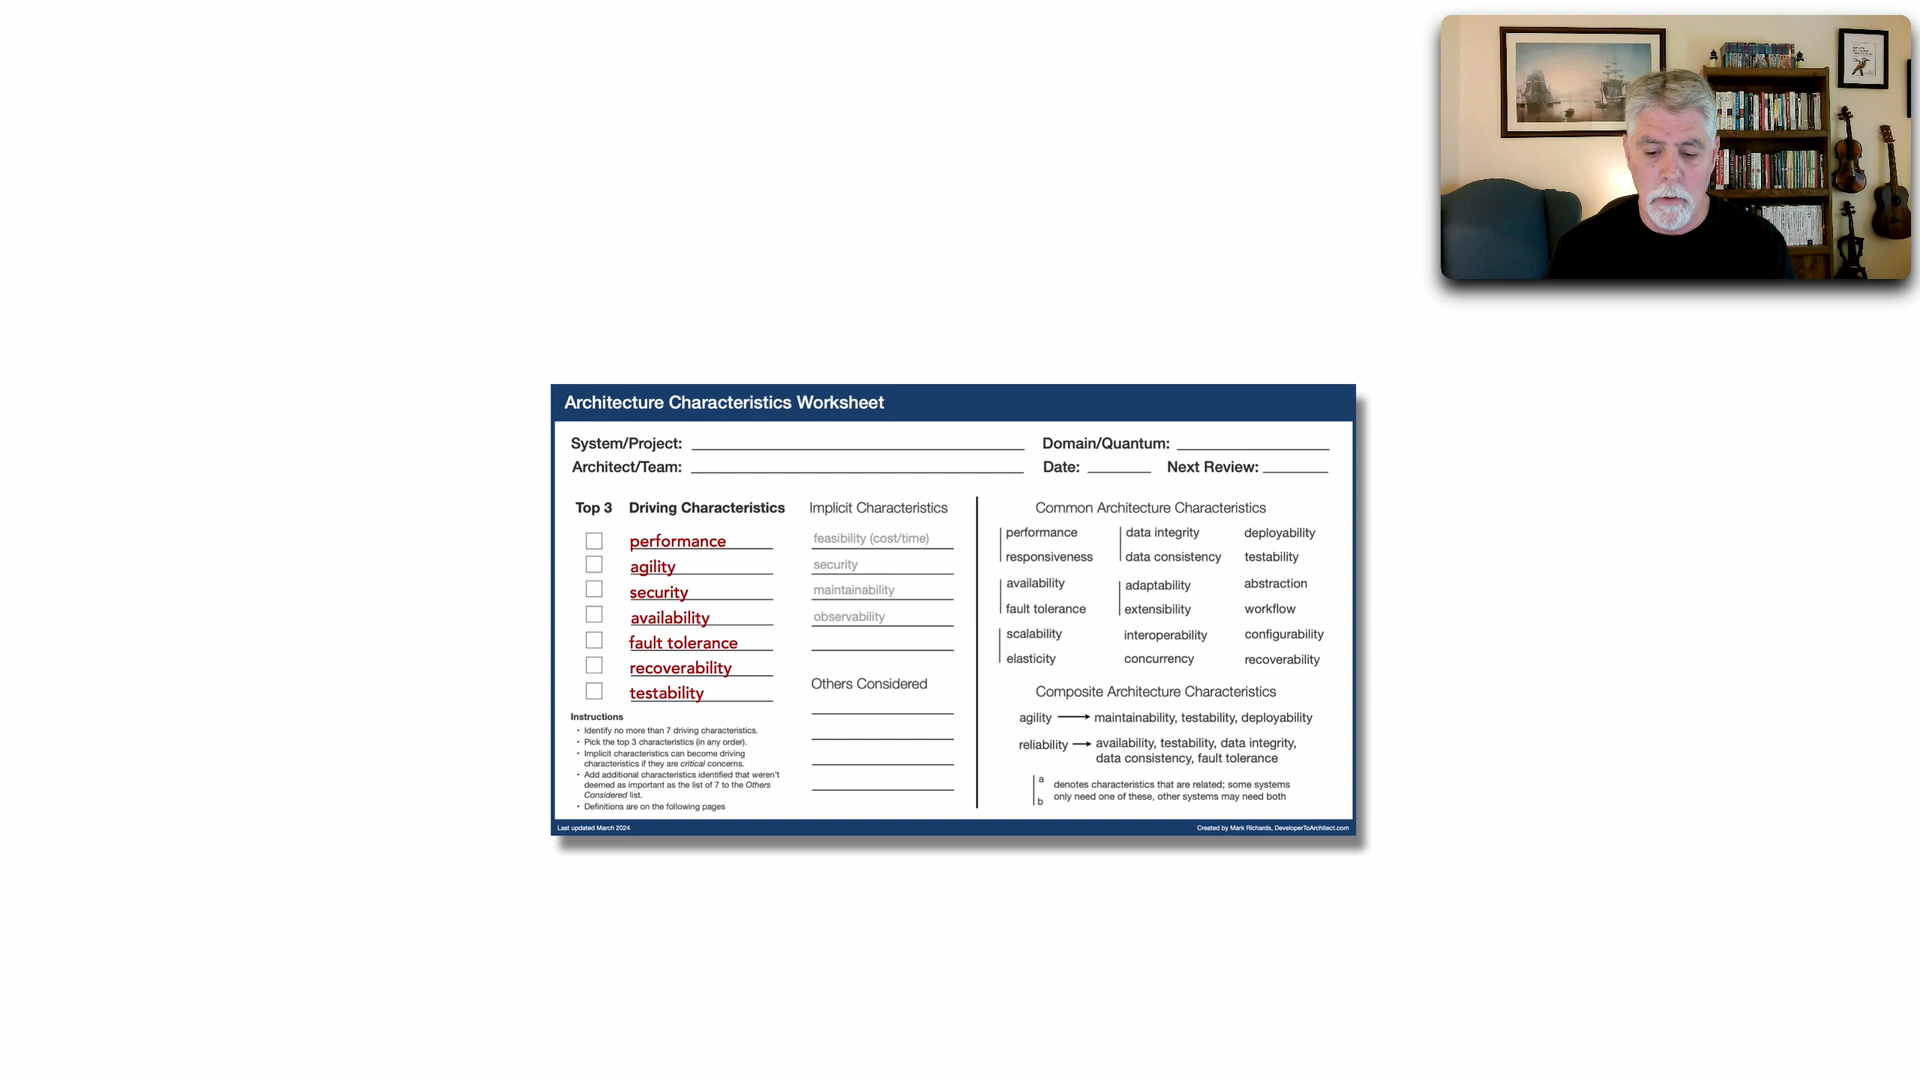 Architecture Characteristics Worksheet
System/Project:
Domain/Quantum:
Architect/Team:
Date:
Next Review:
Top 3
Driving Characteristics
performance
agility
security
availability
fault tolerance
recoverability
testability
Instructions
• Identify no more than 7 driving characteristics.
• Pick the top 3 characteristics (in any order).
• Implicit characteristics can become driving
characteristics if they are critical concerns.
• Add additional characteristics identified that weren't
deemed as important as the list of 7 to the Others
Considered list.
• Definitions are on the following pages
Implicit Characteristics
feasibility (cost/time)
security
maintainability
observability
Others Considered
Common Architecture Characteristics
performance
responsiveness
availability
fault tolerance
scalability
elasticity
data integrity
data consistency
adaptability
extensibility
interoperability
concurrency
deployability
testability
abstraction
workflow
configurability
recoverability
Composite Architecture Characteristics
agility → maintainability, testability, deployability
reliability → availability, testability, data integrity,
data consistency, fault tolerance
a
b
denotes characteristics that are related; some systems
only need one of these, other systems may need both
Last updated March 2024
Created by Mark Richards, DeveloperToArchitect.com